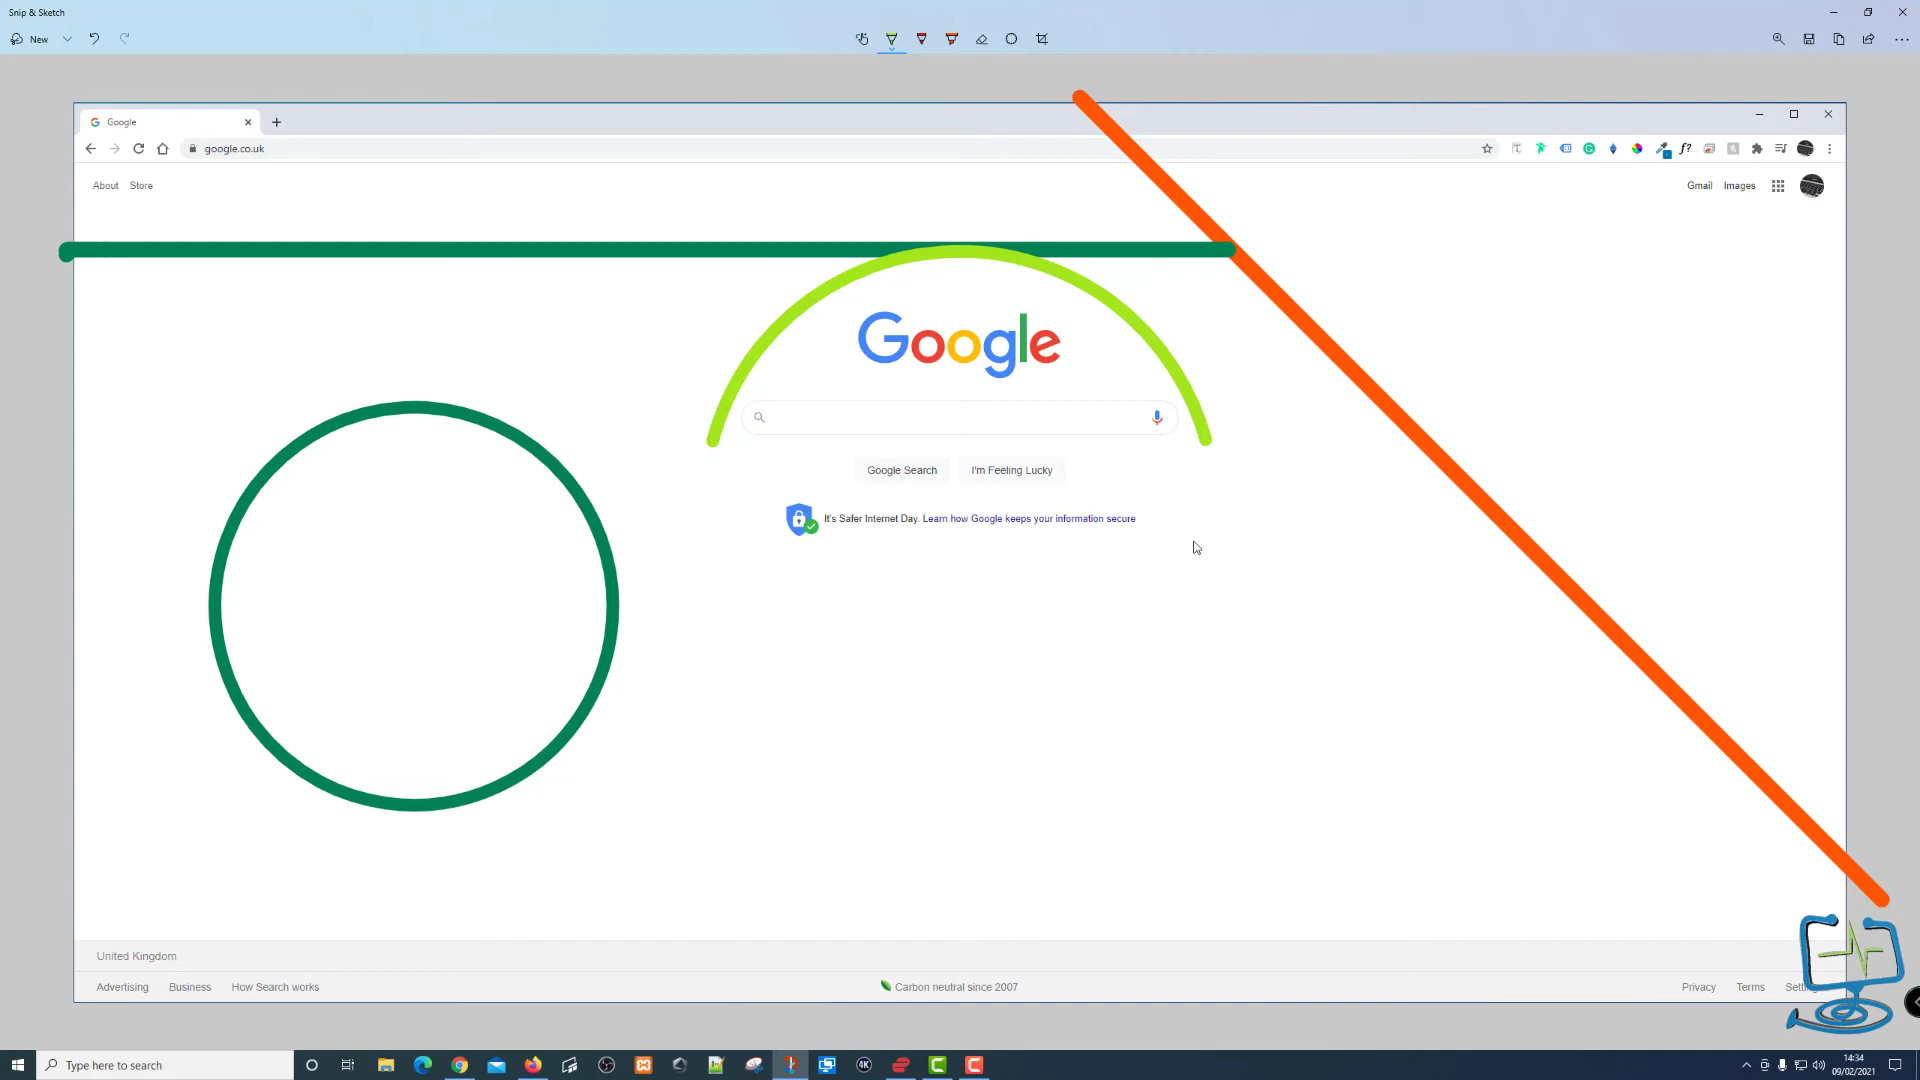 Snip & Sketch
New
Google
google.co.uk
f?
About Store
Gmail Images
Google
Google Search I'm Feeling Lucky
It's Safer Internet Day. Learn how Google keeps your information secure
United Kingdom
Advertising Business How Search works
Carbon neutral since 2007
Privacy Terms
Type here to search
4K
14:34
09/02/2021